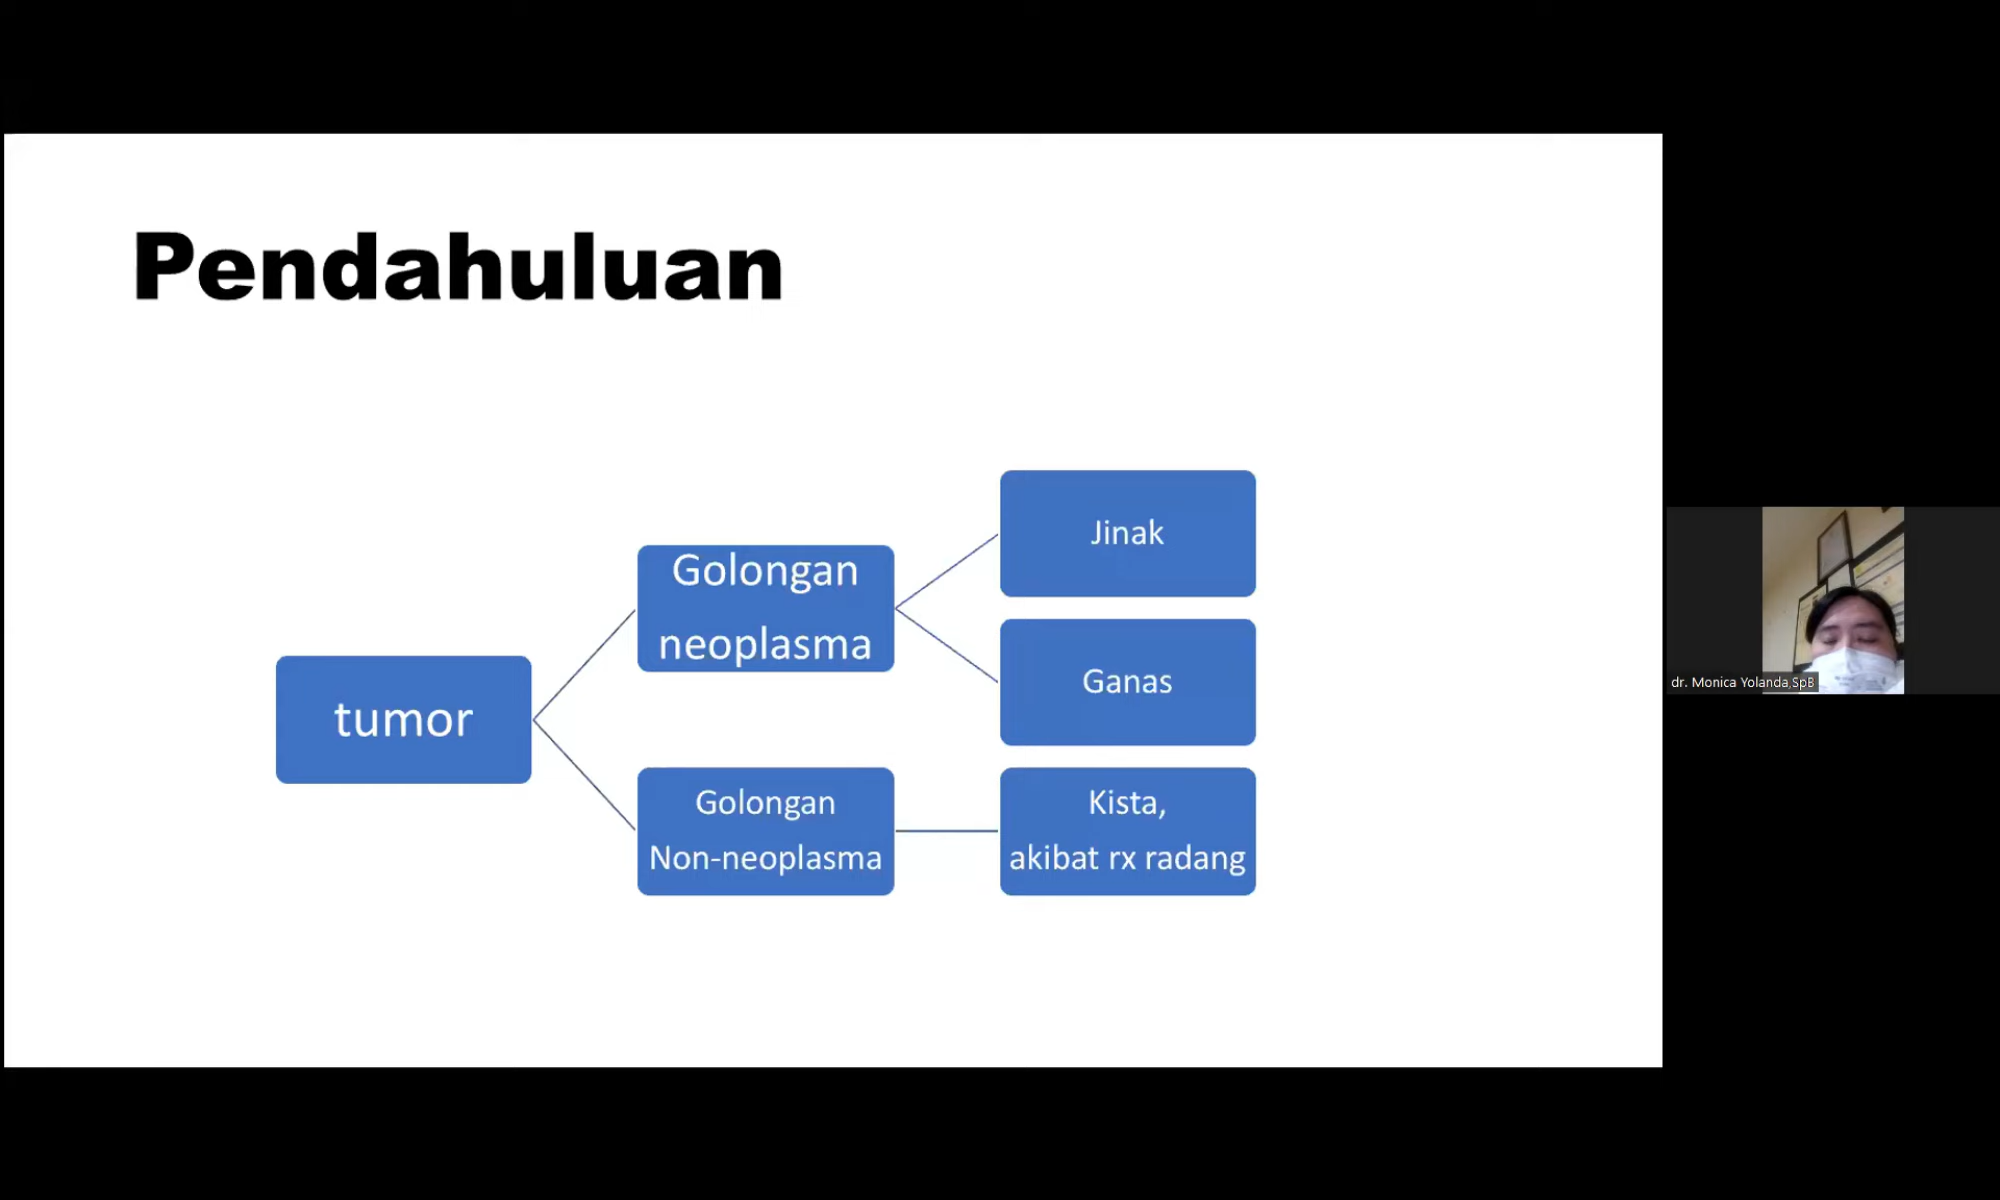 Pendahuluan
tumor
Golongan
neoplasma
Jinak
Ganas
Golongan
Non-neoplasma
Kista,
akibat rx radang
dr. Monica Yolanda,SpB